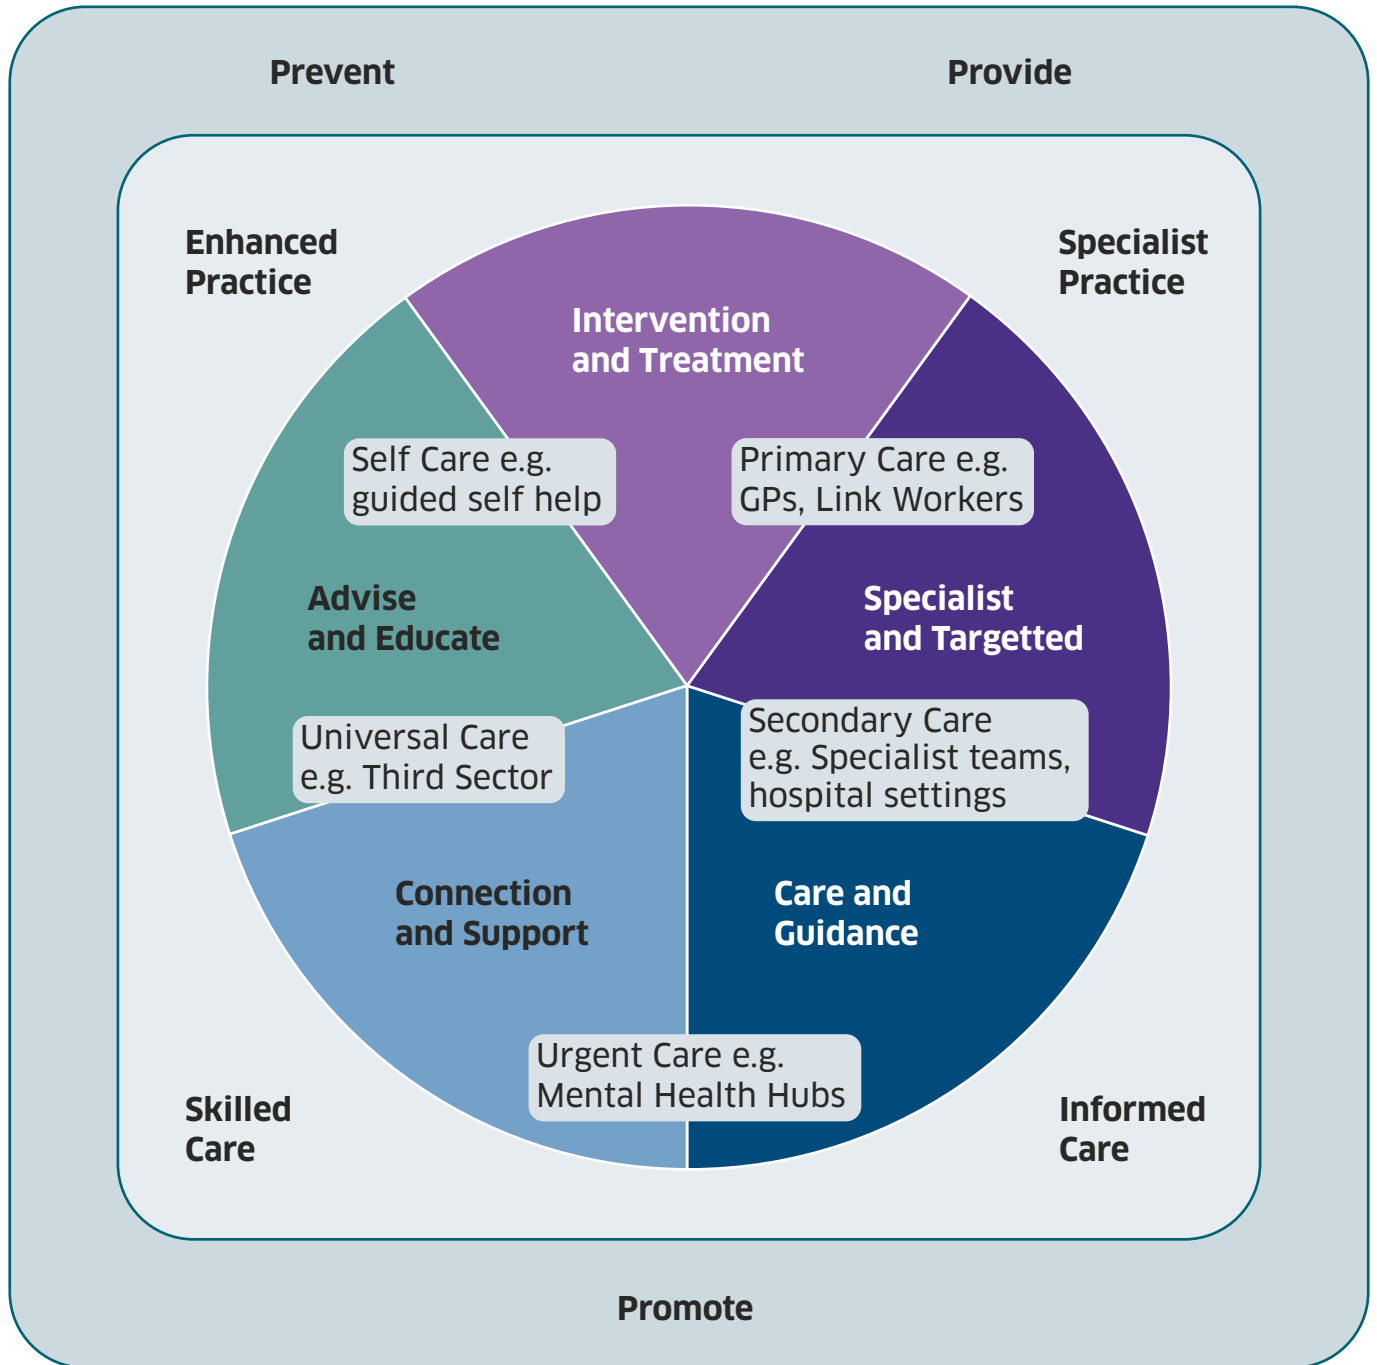 Prevent
Provide
Enhanced
Practice
Specialist
Practice
Intervention
and Treatment
Self Care e.g.
guided self help
Primary Care e.g.
GPs, Link Workers
Advise
and Educate
Specialist
and Targetted
Universal Care
e.g. Third Sector
Secondary Care
e.g. Specialist teams,
hospital settings
Connection
and Support
Care and
Guidance
Urgent Care e.g.
Mental Health Hubs
Skilled
Care
Informed
Care
Promote